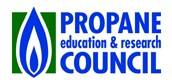 PROPANE
education & research
COUNCIL